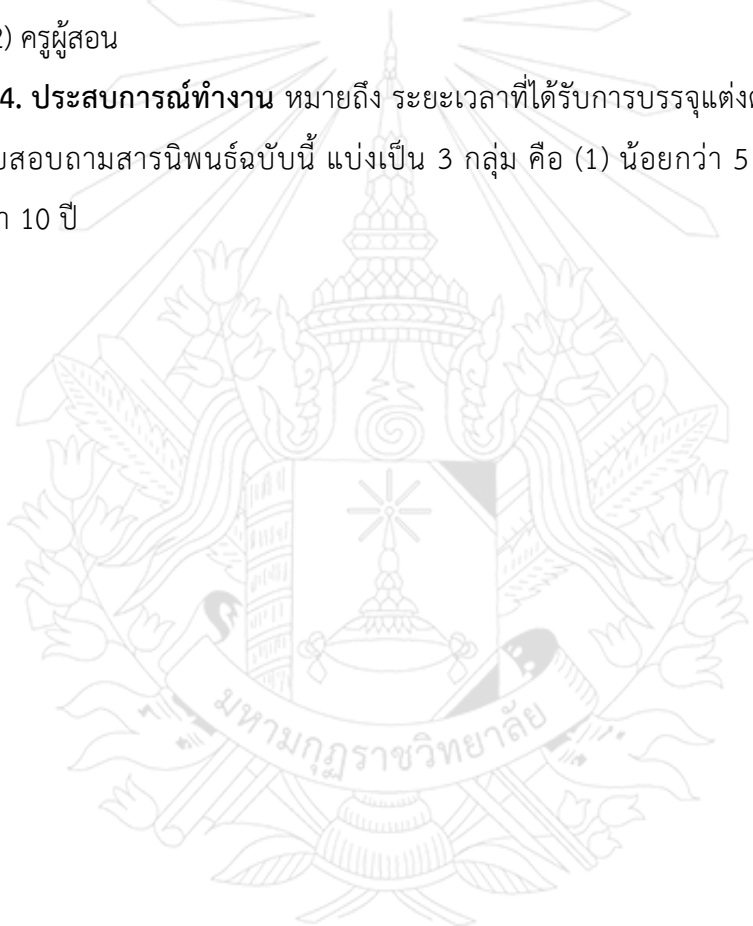 2) ครูผู้สอน
4. ประสบการณ์ทำงาน หมายถึง ระยะเวลาที่ได้รับการบรรจุแต่ง
บสอบถามสารนิพนธ์ฉบับนี้ แบ่งเป็น 3 กลุ่ม คือ (1) น้อยกว่า 5
า 10 ปี
มหามกุฏราชวิทยาลัย